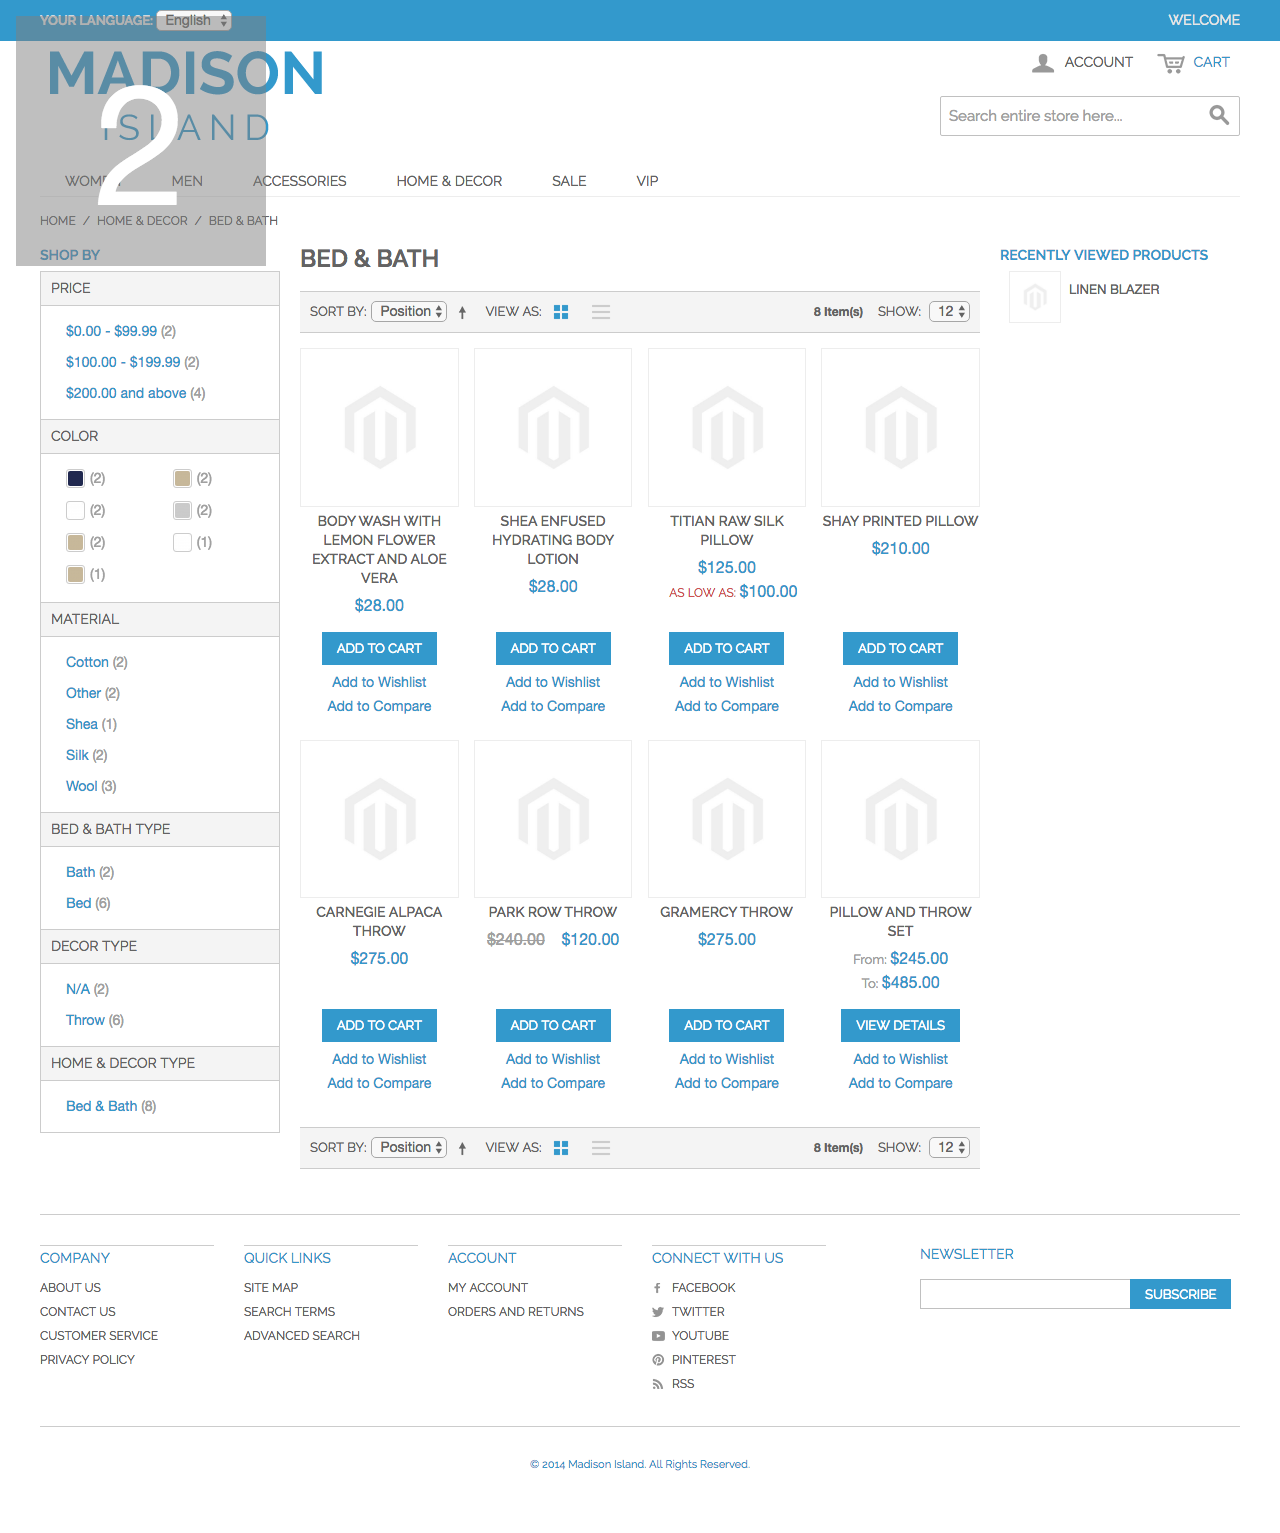 YOUR LANGUAGE: English
WELCOME
MADISON
ISLAND
2
ACCOUNT
CART
Search entire store here...
WOMEN MEN ACCESSORIES HOME & DECOR SALE VIP
HOME / HOME & DECOR / BED & BATH
SHOP BY
PRICE
$0.00 - $99.99 (2)
$100.00 - $199.99 (2)
$200.00 and above (4)
COLOR
(2) (2)
(2) (2)
(2) (1)
(1)
MATERIAL
Cotton (2)
Other (2)
Shea (1)
Silk (2)
Wool (3)
BED & BATH TYPE
Bath (2)
Bed (6)
DECOR TYPE
N/A (2)
Throw (6)
HOME & DECOR TYPE
Bed & Bath (8)
BED & BATH
SORT BY: Position VIEW AS: 8 Item(s) SHOW: 12
BODY WASH WITH
LEMON FLOWER
EXTRACT AND ALOE
VERA
$28.00
ADD TO CART
Add to Wishlist
Add to Compare
SHEA ENFUSED
HYDRATING BODY
LOTION
$28.00
ADD TO CART
Add to Wishlist
Add to Compare
TITIAN RAW SILK
PILLOW
$125.00
AS LOW AS: $100.00
ADD TO CART
Add to Wishlist
Add to Compare
SHAY PRINTED PILLOW
$210.00
ADD TO CART
Add to Wishlist
Add to Compare
CARNEGIE ALPACA
THROW
$275.00
ADD TO CART
Add to Wishlist
Add to Compare
PARK ROW THROW
$240.00 $120.00
ADD TO CART
Add to Wishlist
Add to Compare
GRAMERCY THROW
$275.00
ADD TO CART
Add to Wishlist
Add to Compare
PILLOW AND THROW
SET
From: $245.00
To: $485.00
VIEW DETAILS
Add to Wishlist
Add to Compare
SORT BY: Position VIEW AS: 8 Item(s) SHOW: 12
RECENTLY VIEWED PRODUCTS
LINEN BLAZER
COMPANY
ABOUT US
CONTACT US
CUSTOMER SERVICE
PRIVACY POLICY
QUICK LINKS
SITE MAP
SEARCH TERMS
ADVANCED SEARCH
ACCOUNT
MY ACCOUNT
ORDERS AND RETURNS
CONNECT WITH US
FACEBOOK
TWITTER
YOUTUBE
PINTEREST
RSS
NEWSLETTER
SUBSCRIBE
© 2014 Madison Island. All Rights Reserved.